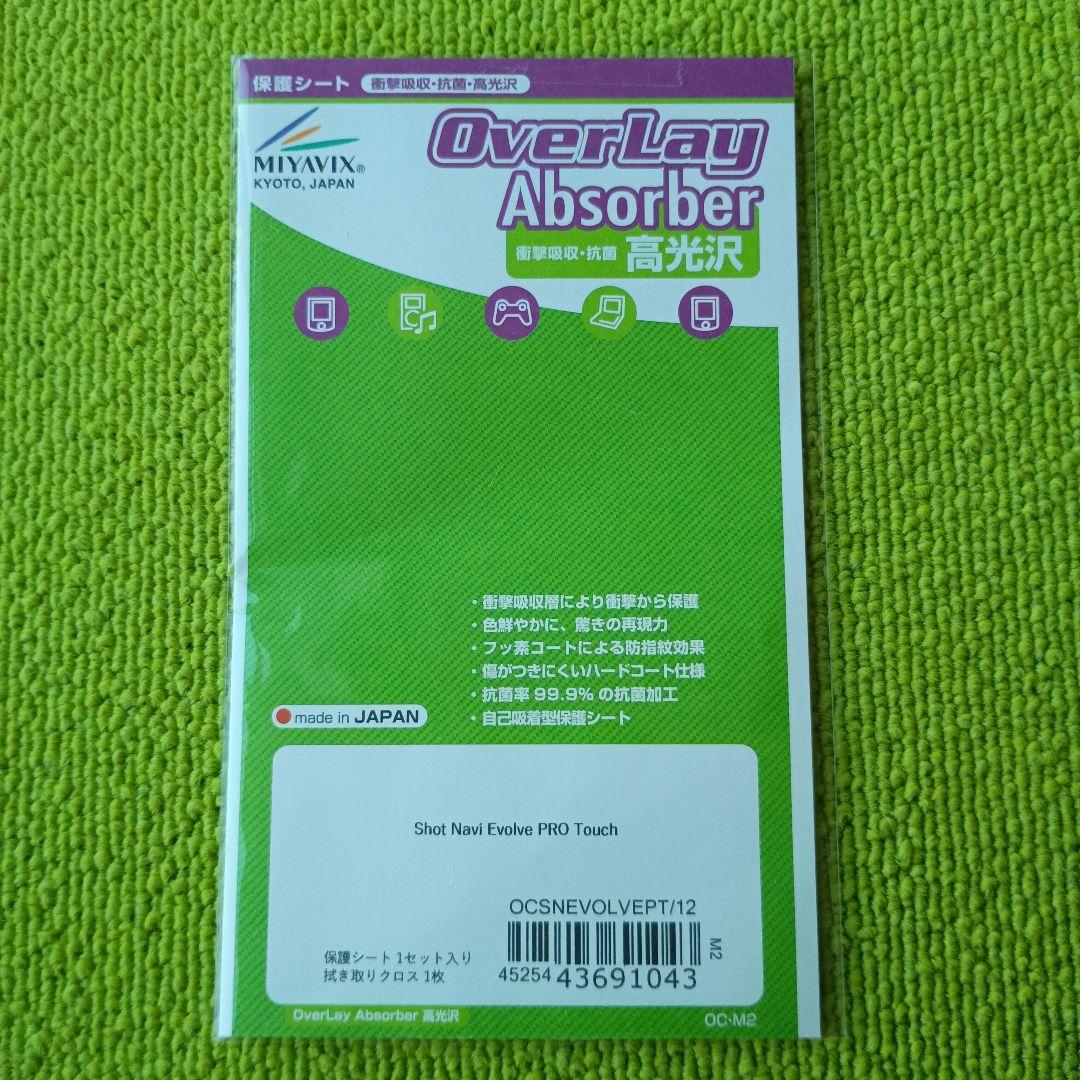 保護シート 衝撃吸収・抗菌・高光沢
MIYAVIX®
KYOTO, JAPAN
OverLay
Absorber
衝撃吸収・抗菌 高光沢
・衝撃吸収層により衝撃から保護
・色鮮やかに、驚きの再現力
・フッ素コートによる防指紋効果
・傷がつきにくいハードコート仕様
・抗菌率 99.9% の抗菌加工
・自己吸着型保護シート
made in JAPAN
Shot Navi Evolve PRO Touch
OCSNEVOLVEPT/12
M2
保護シート 1セット入り
拭き取りクロス 1枚
45254 43691043
OverLay Absorber 高光沢
OC-M2